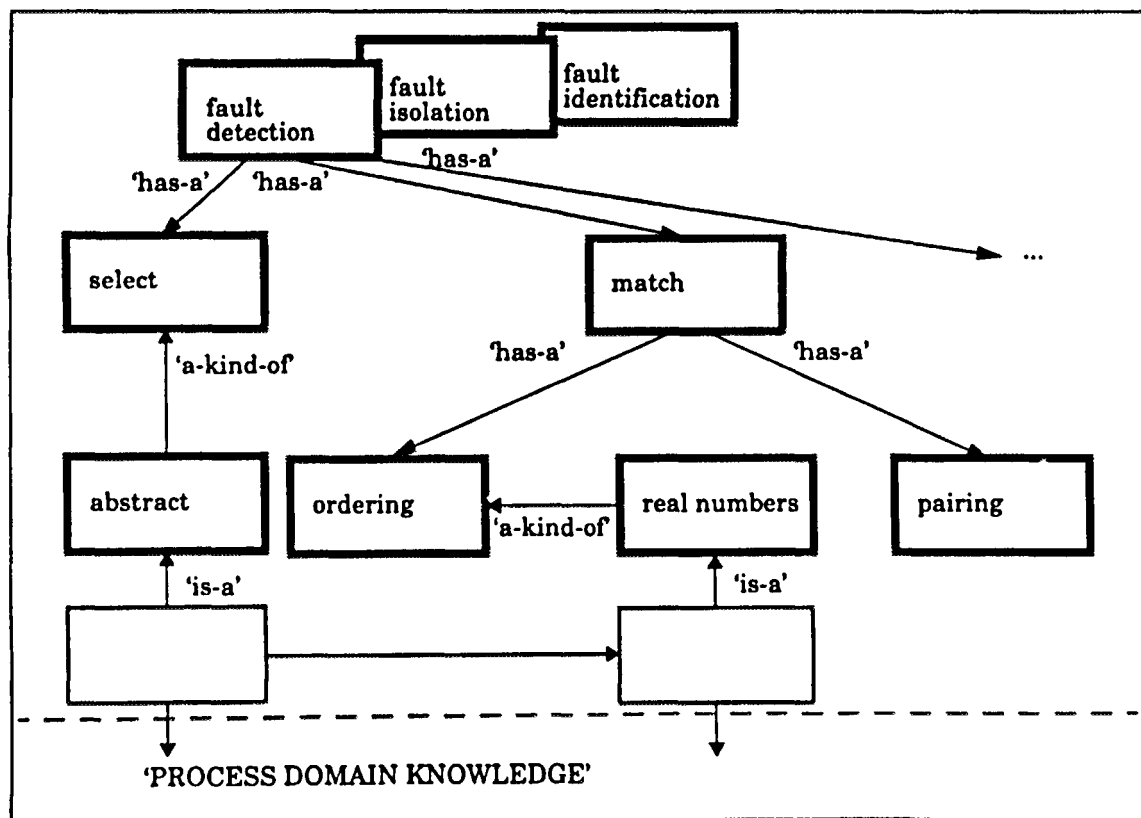 fault
identification
fault
isolation
fault
detection
'has-a'
'has-a'
'has-a'
select
match
...
'a-kind-of'
'has-a'
'has-a'
abstract
ordering
real numbers
pairing
'a-kind-of'
'is-a'
'is-a'
'PROCESS DOMAIN KNOWLEDGE'